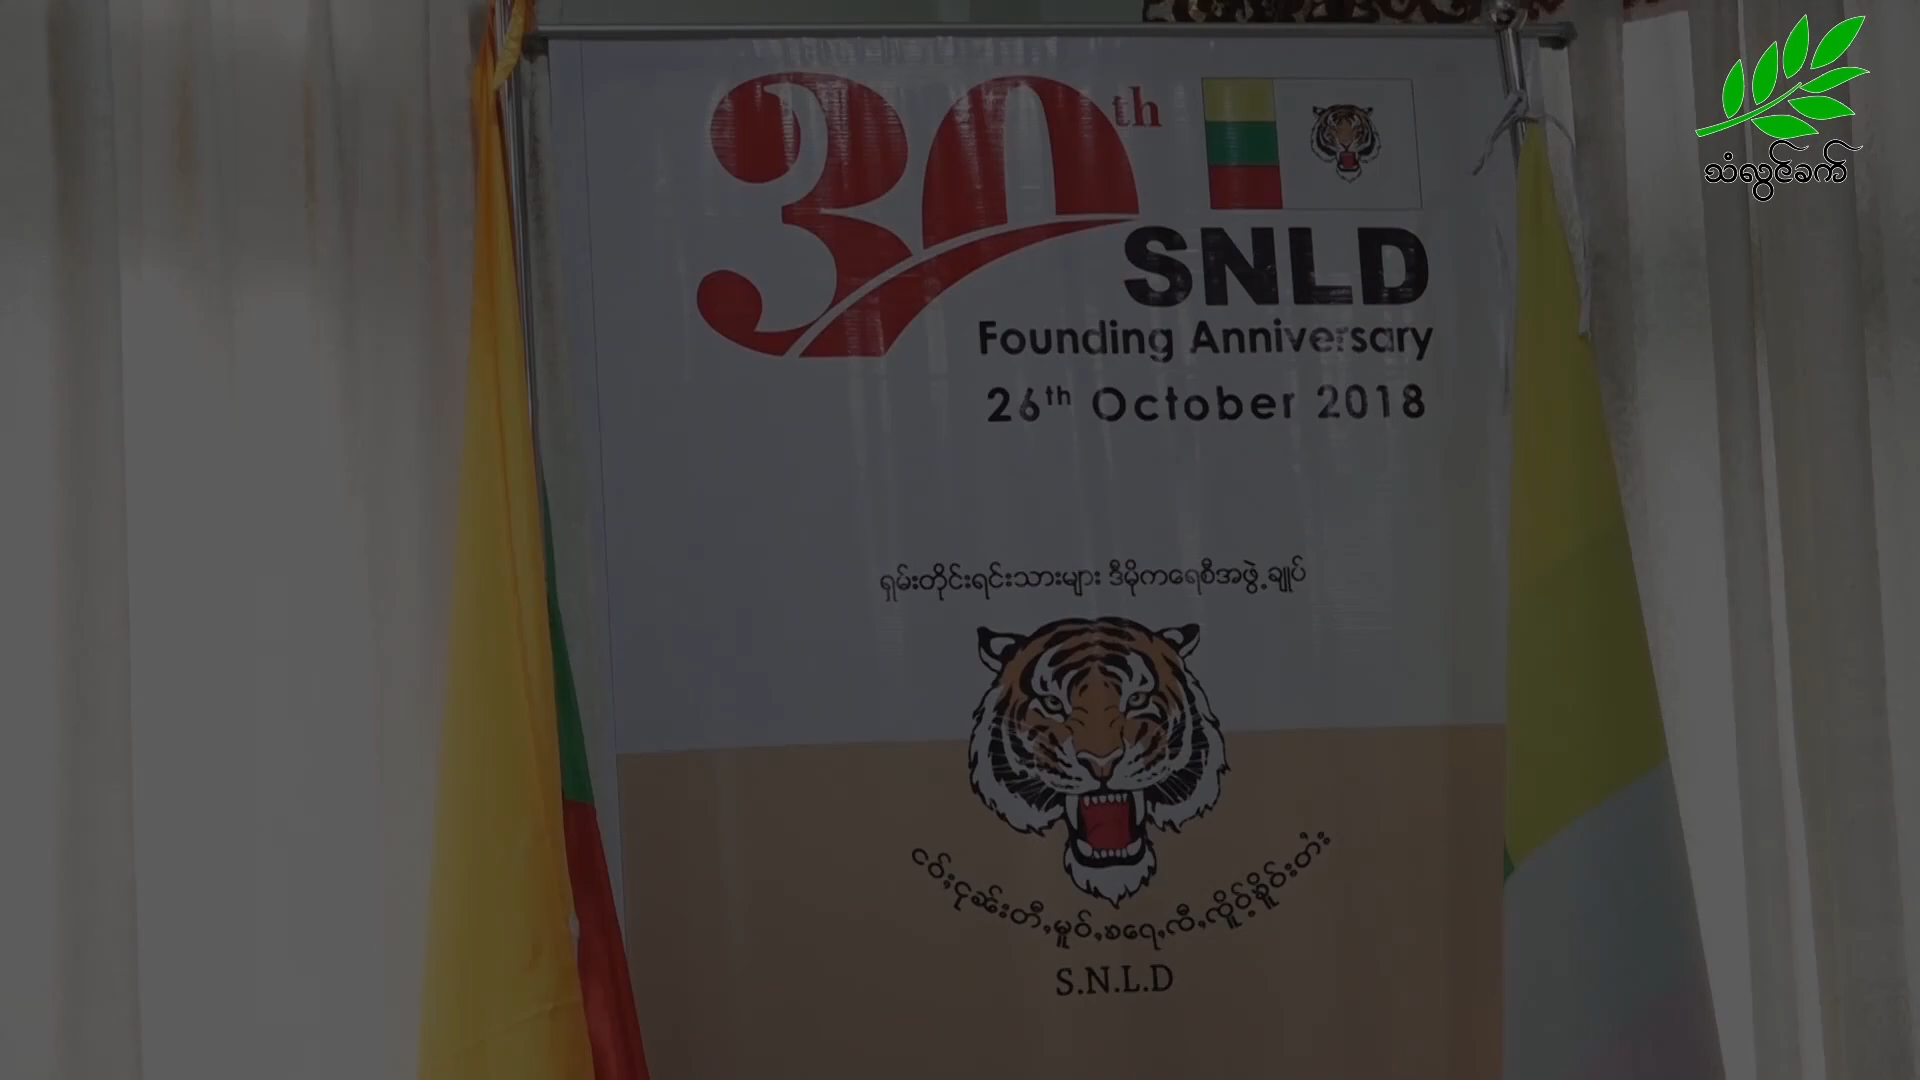 30th
SNLD
Founding Anniversary
26th October 2018
သံလွင်ခက်
ရှမ်းတိုင်းရင်းသားများ ဒီမိုကရေစီအဖွဲ့ချုပ်
S.N.L.D